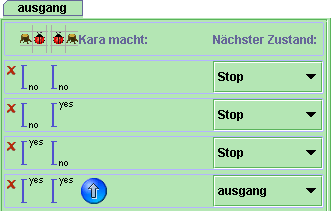 ausgang
Kara macht: Nächster Zustand:
no no Stop
no yes Stop
yes no Stop
yes yes ausgang